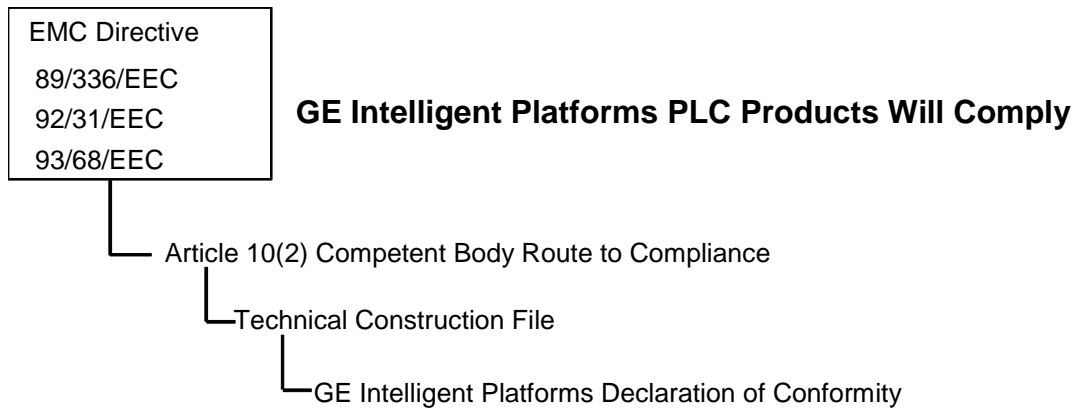 EMC Directive
89/336/EEC
92/31/EEC
93/68/EEC
GE Intelligent Platforms PLC Products Will Comply
Article 10(2) Competent Body Route to Compliance
Technical Construction File
GE Intelligent Platforms Declaration of Conformity